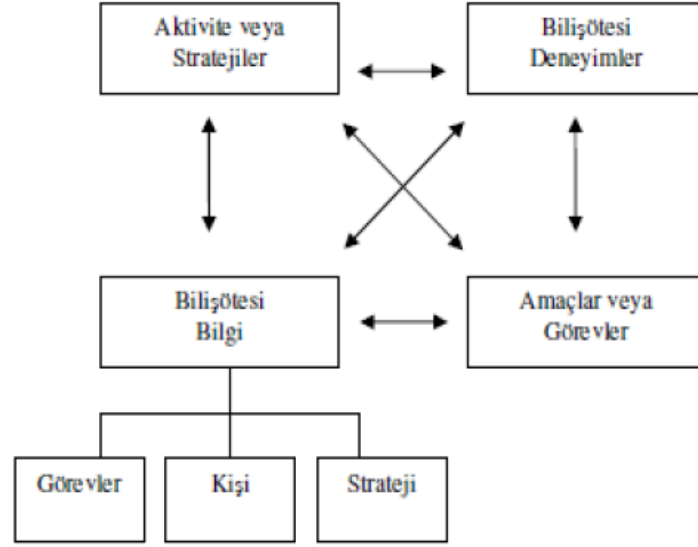 Aktivite veya
Stratejiler
Bilişötesi
Deneyimler
Bilişötesi
Bilgi
Amaçlar veya
Görevler
Görevler
Kişi
Strateji